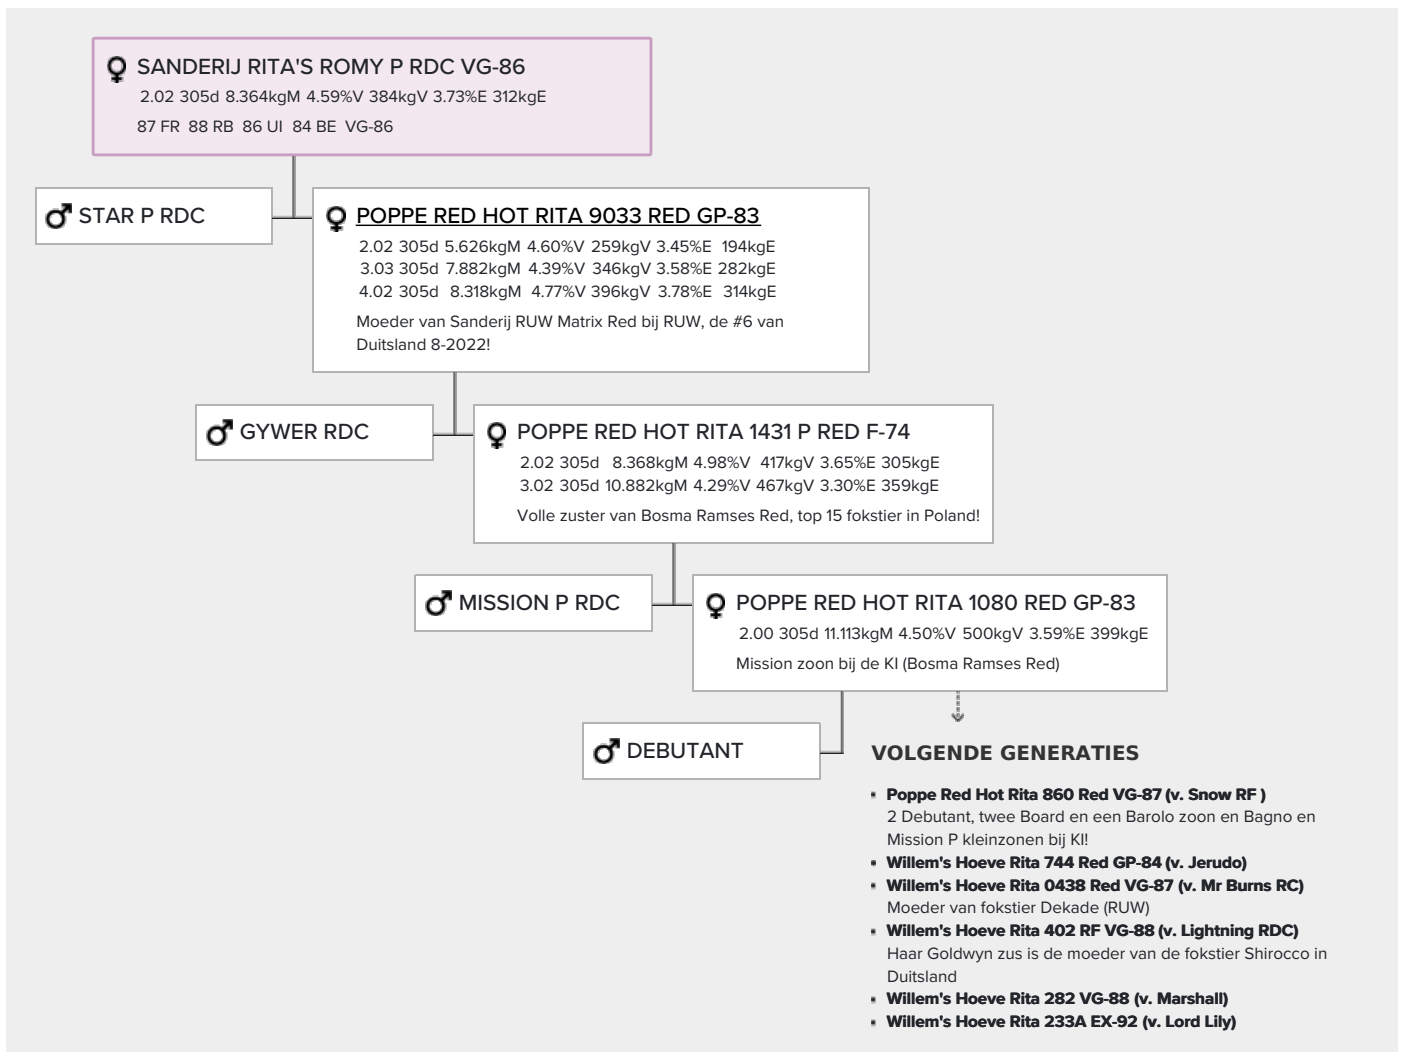 SANDERIJ RITA'S ROMY P RDC VG-86
2.02 305d 8.364kgM 4.59%V 384kgV 3.73%E 312kgE
87 FR 88 RB 86 UI 84 BE VG-86
STAR P RDC
POPPE RED HOT RITA 9033 RED GP-83
2.02 305d 5.626kgM 4.60%V 259kgV 3.45%E 194kgE
3.03 305d 7.882kgM 4.39%V 346kgV 3.58%E 282kgE
4.02 305d 8.318kgM 4.77%V 396kgV 3.78%E 314kgE
Moeder van Sanderij RUW Matrix Red bij RUW, de #6 van
Duitsland 8-2022!
GYWER RDC
POPPE RED HOT RITA 1431 P RED F-74
2.02 305d 8.368kgM 4.98%V 417kgV 3.65%E 305kgE
3.02 305d 10.882kgM 4.29%V 467kgV 3.30%E 359kgE
Volle zuster van Bosma Ramses Red, top 15 fokstier in Poland!
MISSION P RDC
POPPE RED HOT RITA 1080 RED GP-83
2.00 305d 11.113kgM 4.50%V 500kgV 3.59%E 399kgE
Mission zoon bij de KI (Bosma Ramses Red)
DEBUTANT
VOLGENDE GENERATIES
Poppe Red Hot Rita 860 Red VG-87 (v. Snow RF )
2 Debutant, twee Board en een Barolo zoon en Bagno en
Mission P kleinzonen bij KI!
Willem's Hoeve Rita 744 Red GP-84 (v. Jerudo)
Willem's Hoeve Rita 0438 Red VG-87 (v. Mr Burns RC)
Moeder van fokstier Dekade (RUW)
Willem's Hoeve Rita 402 RF VG-88 (v. Lightning RDC)
Haar Goldwyn zus is de moeder van de fokstier Shirocco in
Duitsland
Willem's Hoeve Rita 282 VG-88 (v. Marshall)
Willem's Hoeve Rita 233A EX-92 (v. Lord Lily)